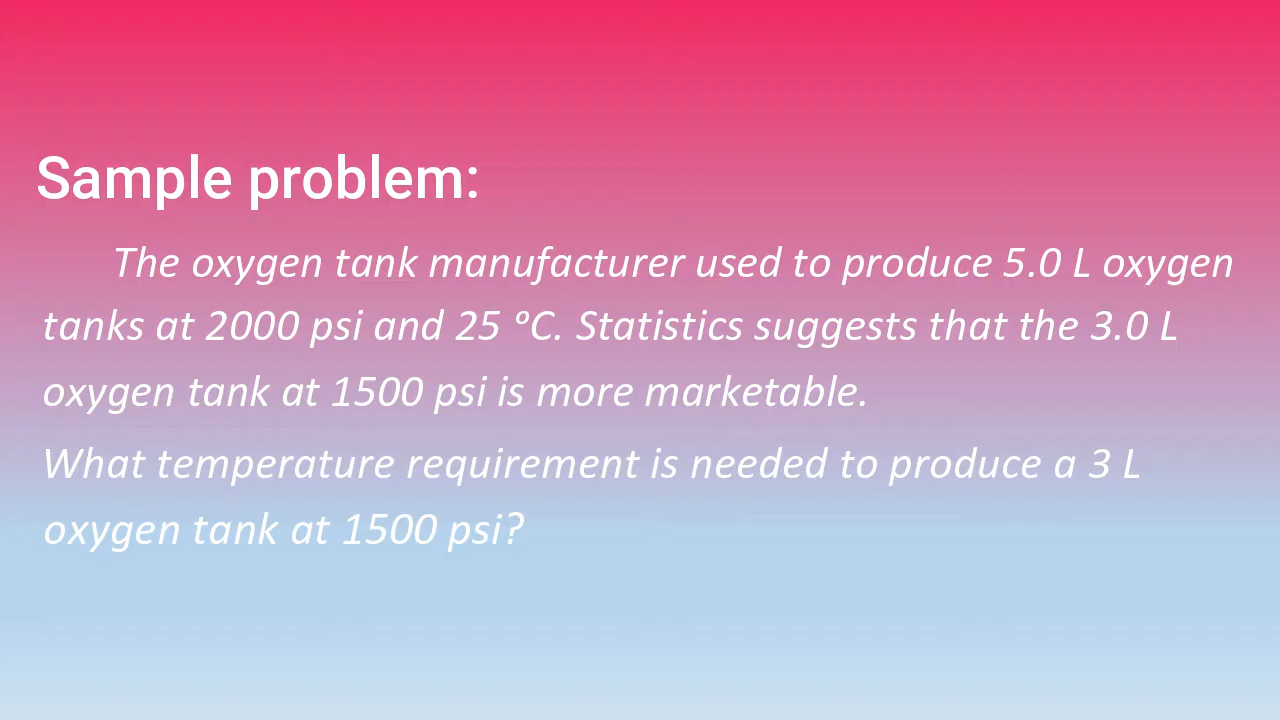 Sample problem:
The oxygen tank manufacturer used to produce 5.0 L oxygen
tanks at 2000 psi and 25 ºC. Statistics suggests that the 3.0 L
oxygen tank at 1500 psi is more marketable.
What temperature requirement is needed to produce a 3 L
oxygen tank at 1500 psi?